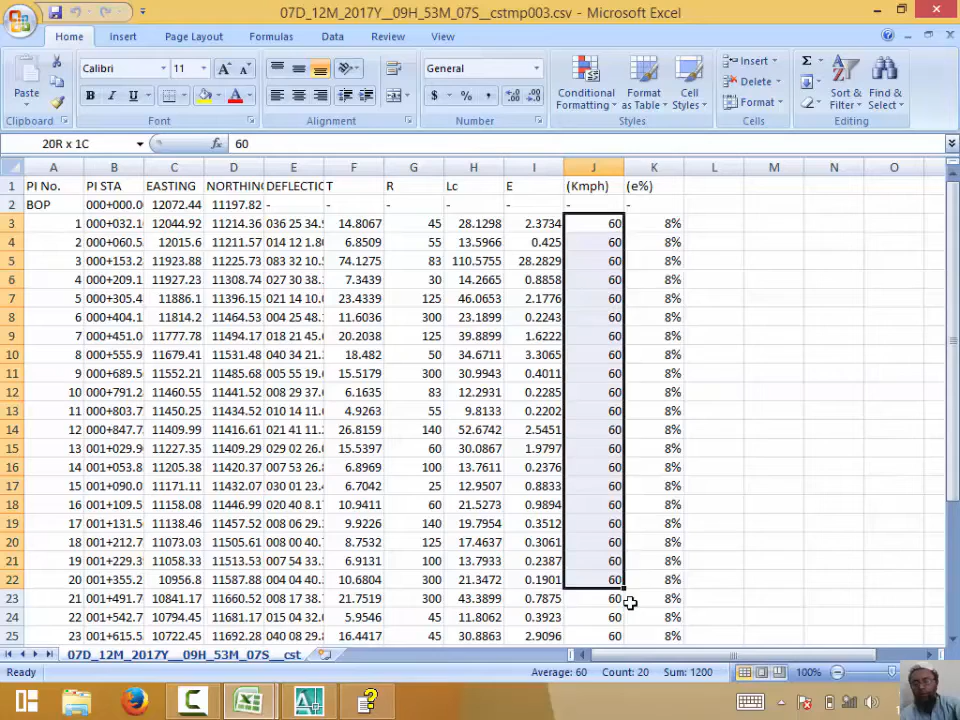 07D_12M_2017Y__09H_53M_07S__cstmp003.csv - Microsoft Excel
Home Insert Page Layout Formulas Data Review View
Calibri 11 General
Paste B I U $ % , Conditional Formatting Format as Table Cell Styles Insert Delete Format Sort & Filter Find & Select
Clipboard Font Alignment Number Styles Cells Editing
20R x 1C fx 60
A B C D E F G H I J K L M N O
1 PI No. PI STA EASTING NORTHING DEFLECTIC T R Lc E (Kmph) (e%)
2 BOP 000+000.0 12072.44 11197.82 - - - - - - -
3 1 000+032.1 12044.92 11214.36 036 25 34.9 14.8067 45 28.1298 2.3734 60 8%
4 2 000+060.5 12015.6 11211.57 014 12 1.80 6.8509 55 13.5966 0.425 60 8%
5 3 000+153.2 11923.88 11225.73 083 32 10.5 74.1275 83 110.5755 28.2829 60 8%
6 4 000+209.1 11927.23 11308.74 027 30 38.1 7.3439 30 14.2665 0.8858 60 8%
7 5 000+305.4 11886.1 11396.15 021 14 10.0 23.4339 125 46.0653 2.1776 60 8%
8 6 000+404.1 11814.2 11464.53 004 25 48.1 11.6036 300 23.1899 0.2243 60 8%
9 7 000+451.0 11777.78 11494.17 018 21 45.0 20.2038 125 39.8899 1.6222 60 8%
10 8 000+555.9 11679.41 11531.48 040 34 21.3 18.482 50 34.6711 3.3065 60 8%
11 9 000+689.5 11552.21 11485.68 005 55 19.0 15.5179 300 30.9943 0.4011 60 8%
12 10 000+791.2 11460.55 11441.52 008 29 37.0 6.1635 83 12.2931 0.2285 60 8%
13 11 000+803.7 11450.25 11434.52 010 14 11.0 4.9263 55 9.8133 0.2202 60 8%
14 12 000+847.7 11409.99 11416.61 021 41 11.2 26.8159 140 52.6742 2.5451 60 8%
15 13 001+029.9 11227.35 11409.29 029 02 26.0 15.5397 60 30.0867 1.9797 60 8%
16 14 001+053.8 11205.38 11420.37 007 53 26.8 6.8969 100 13.7611 0.2376 60 8%
17 15 001+090.0 11171.11 11432.07 030 01 23.4 6.7042 25 12.9507 0.8833 60 8%
18 16 001+109.5 11158.08 11446.99 020 40 8.17 10.9411 60 21.5273 0.9894 60 8%
19 17 001+131.5 11138.46 11457.52 008 06 29.3 9.9226 140 19.7954 0.3512 60 8%
20 18 001+212.7 11073.03 11505.61 008 00 40.7 8.7532 125 17.4637 0.3061 60 8%
21 19 001+229.3 11058.33 11513.53 007 54 33.3 6.9131 100 13.7933 0.2387 60 8%
22 20 001+355.2 10956.8 11587.88 004 04 40.3 10.6804 300 21.3472 0.1901 60 8%
23 21 001+491.7 10841.17 11660.52 008 17 38.7 21.7519 300 43.3899 0.7875 60 8%
24 22 001+542.7 10794.45 11681.17 015 04 32.0 5.9546 45 11.8062 0.3923 60 8%
25 23 001+615.5 10722.45 11692.28 040 08 29.8 16.4417 45 30.8863 2.9096 60 8%
07D_12M_2017Y__09H_53M_07S__cst
Ready Average: 60 Count: 20 Sum: 1200 100%